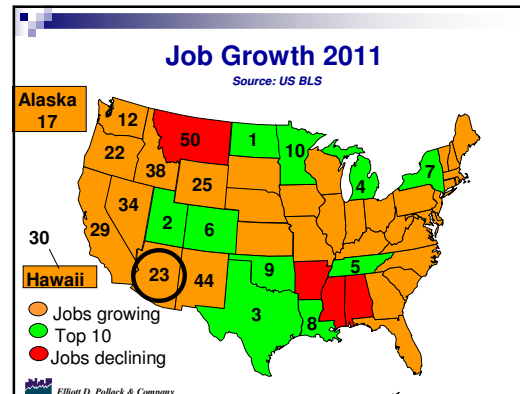 Job Growth 2011
Source: US BLS
Alaska
17
12
50
1
10
22
7
38
25
4
34
2
6
29
5
30
23
44
9
Hawaii
3
8
Jobs growing
Top 10
Jobs declining
Elliott D. Pollack & Company